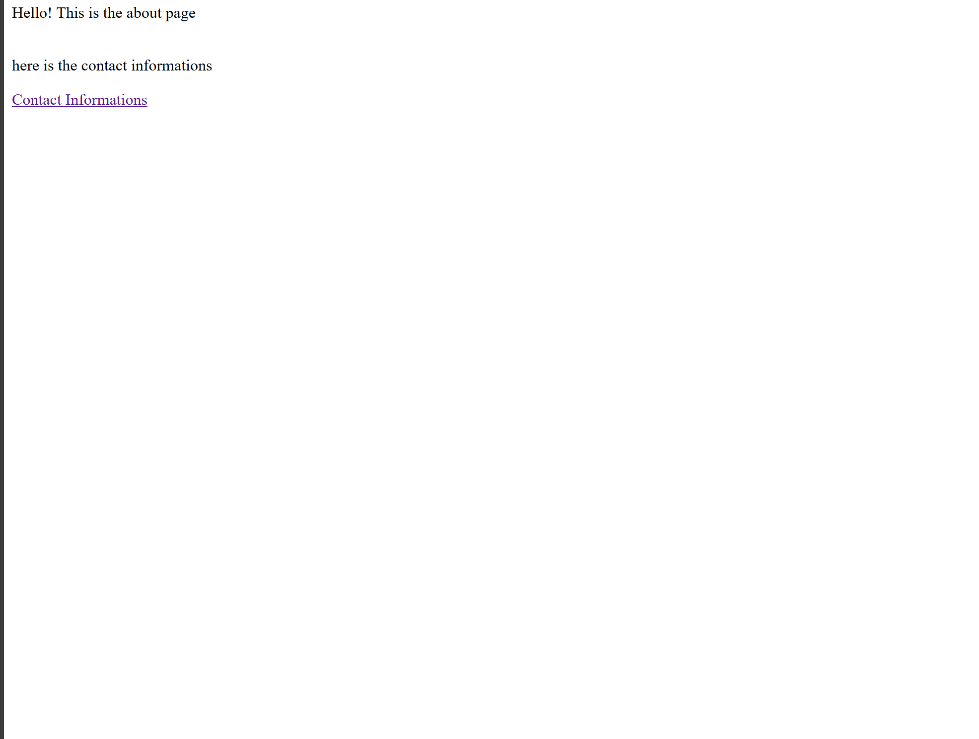 Hello! This is the about page
here is the contact informations
Contact Informations